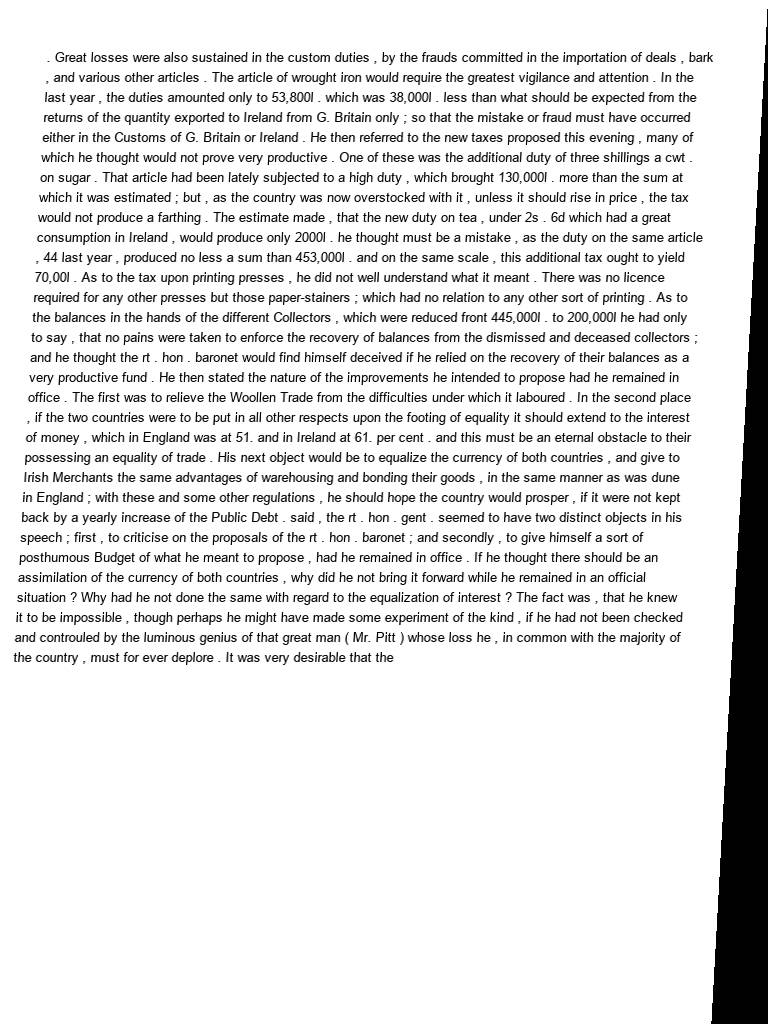 . Great losses were also sustained in the custom duties , by the frauds committed in the importation of deals , bark
, and various other articles . The article of wrought iron would require the greatest vigilance and attention . In the
last year , the duties amounted only to 53,800l . which was 38,000l . less than what should be expected from the
returns of the quantity exported to Ireland from G. Britain only ; so that the mistake or fraud must have occurred
either in the Customs of G. Britain or Ireland . He then referred to the new taxes proposed this evening , many of
which he thought would not prove very productive . One of these was the additional duty of three shillings a cwt .
on sugar . That article had been lately subjected to a high duty , which brought 130,000l . more than the sum at
which it was estimated ; but , as the country was now overstocked with it , unless it should rise in price , the tax
would not produce a farthing . The estimate made , that the new duty on tea , under 2s . 6d which had a great
consumption in Ireland , would produce only 2000l . he thought must be a mistake , as the duty on the same article
, 44 last year , produced no less a sum than 453,000l . and on the same scale , this additional tax ought to yield
70,00l . As to the tax upon printing presses , he did not well understand what it meant . There was no licence
required for any other presses but those paper-stainers ; which had no relation to any other sort of printing . As to
the balances in the hands of the different Collectors , which were reduced front 445,000l . to 200,000l he had only
to say , that no pains were taken to enforce the recovery of balances from the dismissed and deceased collectors ;
and he thought the rt . hon . baronet would find himself deceived if he relied on the recovery of their balances as a
very productive fund . He then stated the nature of the improvements he intended to propose had he remained in
office . The first was to relieve the Woollen Trade from the difficulties under which it laboured . In the second place
, if the two countries were to be put in all other respects upon the footing of equality it should extend to the interest
of money , which in England was at 51. and in Ireland at 61. per cent . and this must be an eternal obstacle to their
possessing an equality of trade . His next object would be to equalize the currency of both countries , and give to
Irish Merchants the same advantages of warehousing and bonding their goods , in the same manner as was dune
in England ; with these and some other regulations , he should hope the country would prosper , if it were not kept
back by a yearly increase of the Public Debt . said , the rt . hon . gent . seemed to have two distinct objects in his
speech ; first , to criticise on the proposals of the rt . hon . baronet ; and secondly , to give himself a sort of
posthumous Budget of what he meant to propose , had he remained in office . If he thought there should be an
assimilation of the currency of both countries , why did he not bring it forward while he remained in an official
situation ? Why had he not done the same with regard to the equalization of interest ? The fact was , that he knew
it to be impossible , though perhaps he might have made some experiment of the kind , if he had not been checked
and controuled by the luminous genius of that great man ( Mr. Pitt ) whose loss he , in common with the majority of
the country , must for ever deplore . It was very desirable that the